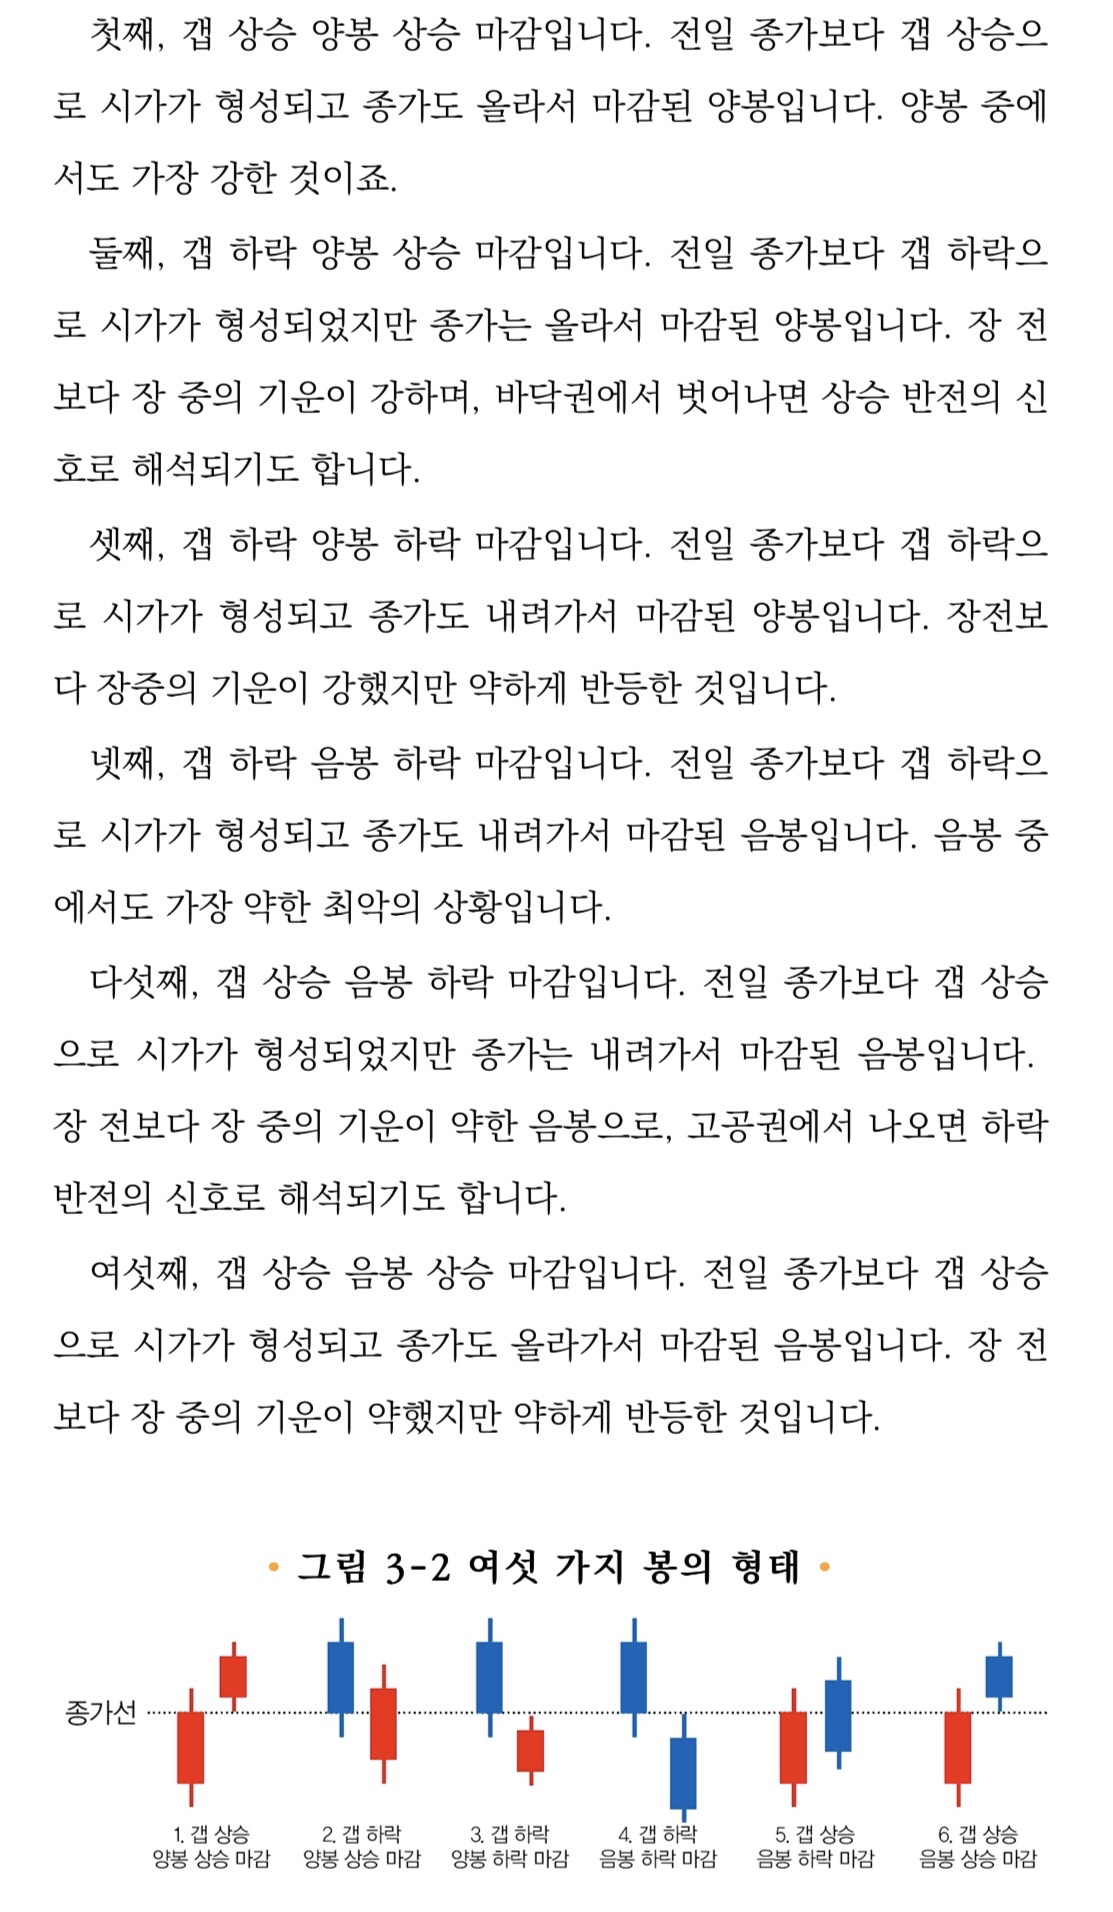 첫째, 갭 상승 양봉 상승 마감입니다. 전일 종가보다 갭 상승으
로 시가가 형성되고 종가도 올라서 마감된 양봉입니다. 양봉 중에
서도 가장 강한 것이죠.
둘째, 갭 하락 양봉 상승 마감입니다. 전일 종가보다 갭 하락으
로 시가가 형성되었지만 종가는 올라서 마감된 양봉입니다. 장 전
보다 장 중의 기운이 강하며, 바닥권에서 벗어나면 상승 반전의 신
호로 해석되기도 합니다.
셋째, 갭 하락 양봉 하락 마감입니다. 전일 종가보다 갭 하락으
로 시가가 형성되고 종가도 내려가서 마감된 양봉입니다. 장전보
다 장중의 기운이 강했지만 약하게 반등한 것입니다.
넷째, 갭 하락 음봉 하락 마감입니다. 전일 종가보다 갭 하락으
로 시가가 형성되고 종가도 내려가서 마감된 음봉입니다. 음봉 중
에서도 가장 약한 최악의 상황입니다.
다섯째, 갭 상승 음봉 하락 마감입니다. 전일 종가보다 갭 상승
으로 시가가 형성되었지만 종가는 내려가서 마감된 음봉입니다.
장 전보다 장 중의 기운이 약한 음봉으로, 고공권에서 나오면 하락
반전의 신호로 해석되기도 합니다.
여섯째, 갭 상승 음봉 상승 마감입니다. 전일 종가보다 갭 상승
으로 시가가 형성되고 종가도 올라가서 마감된 음봉입니다. 장 전
보다 장 중의 기운이 약했지만 약하게 반등한 것입니다.
• 그림 3-2 여섯 가지 봉의 형태 •
종가선
1. 갭 상승
양봉 상승 마감
2. 갭 하락
양봉 상승 마감
3. 갭 하락
양봉 하락 마감
4. 갭 하락
음봉 하락 마감
5. 갭 상승
음봉 하락 마감
6. 갭 상승
음봉 상승 마감